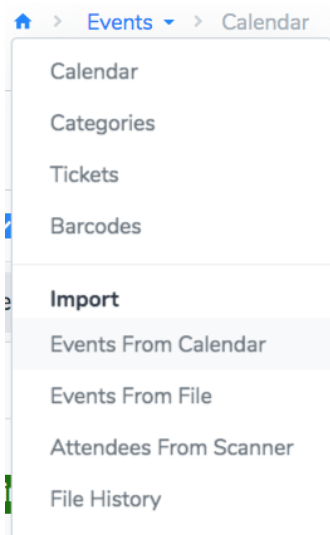 Events > Calendar
Calendar
Categories
Tickets
Barcodes
Import
Events From Calendar
Events From File
Attendees From Scanner
File History